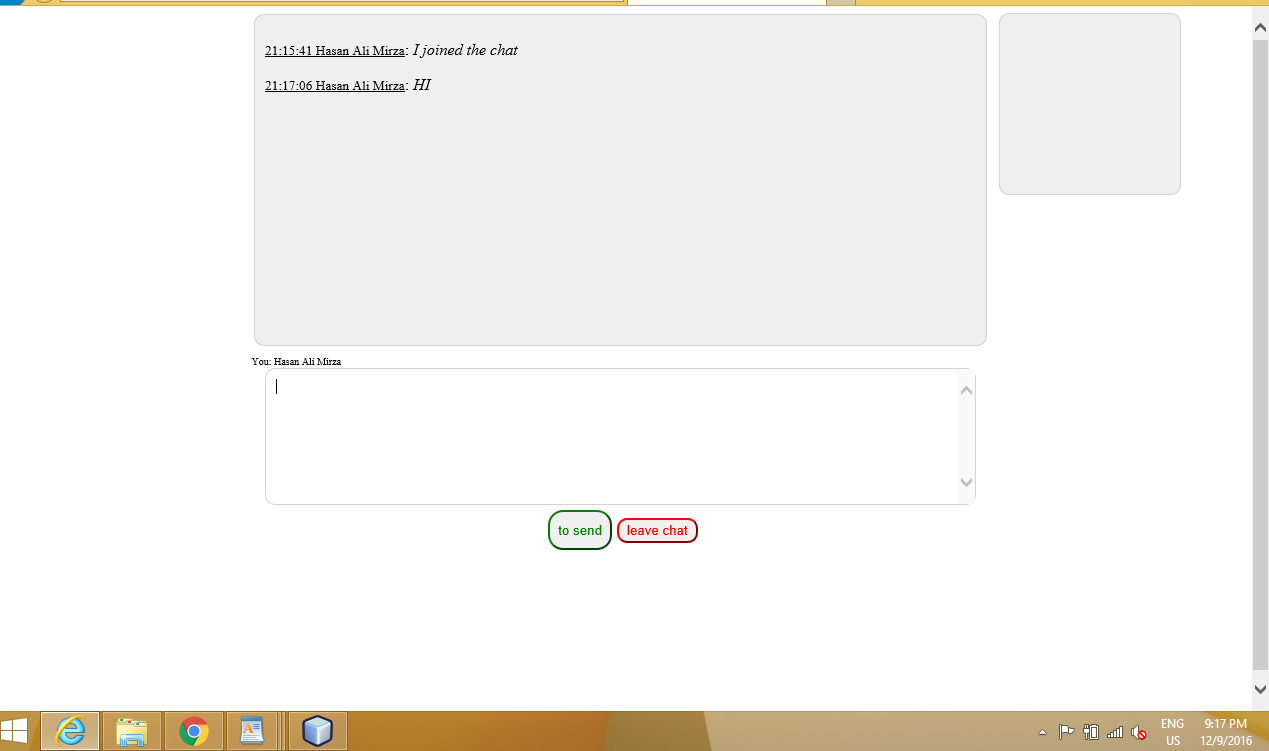 21:15:41 Hasan Ali Mirza: I joined the chat
21:17:06 Hasan Ali Mirza: HI
You: Hasan Ali Mirza
to send
leave chat
ENG
US
9:17 PM
12/9/2016